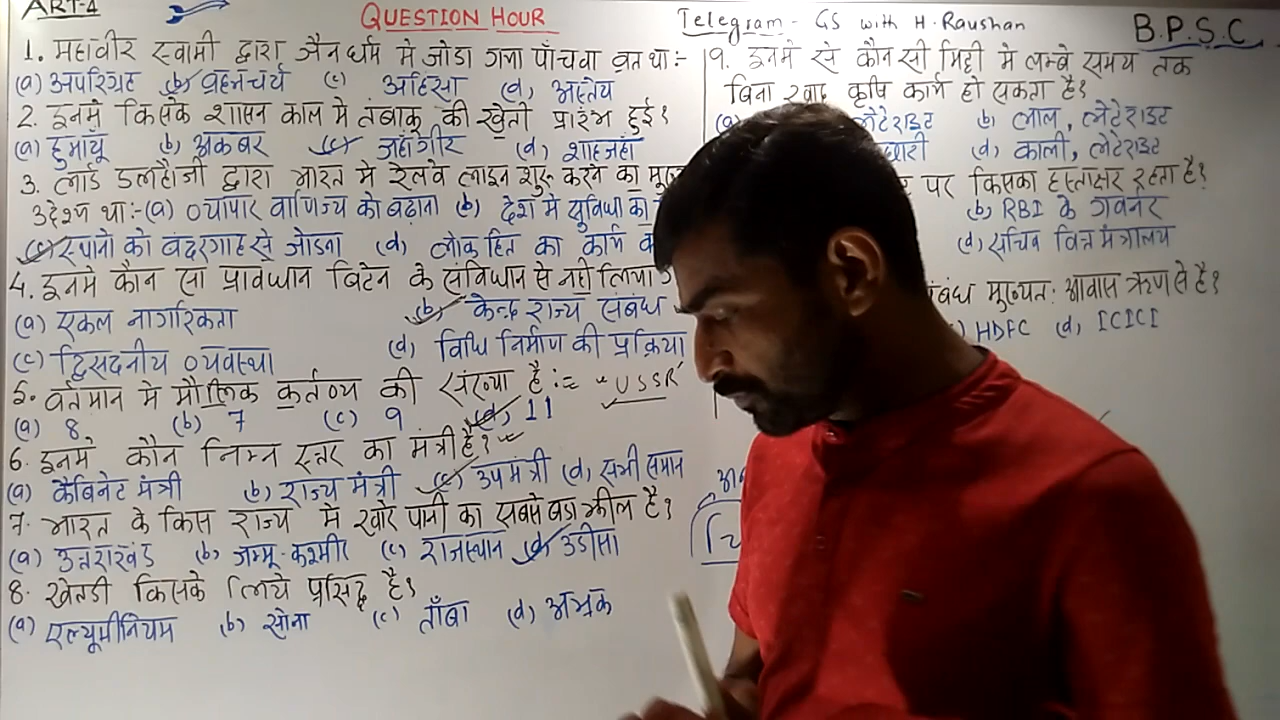 ART-4
QUESTION HOUR
Telegram - GS with H. Raushan
B.P.S.C
1. महावीर स्वामी द्वारा जैन धर्म मे जोडा गया पाँचवा व्रत था:-
(a) अपरिग्रह (b) ब्रह्मचर्य (c) अहिंसा (d) अस्तेय
2. इनमे किसके शासन काल मे तंबाकू की खेती प्रारंभ हुई?
(a) हुमायूँ (b) अकबर (c) जहाँगीर (d) शाहजहाँ
3. लार्ड डलहौजी द्वारा भारत मे रेलवे लाइन शुरू करने का
उद्देश्य था:-(a) व्यापार वाणिज्य को बढ़ाना (b) देश मे सुविधा को
(c) स्थानो को बंदरगाह से जोडना (d) लोक हित का कार्य
4. इनमे कौन सा प्रावधान ब्रिटेन के संविधान से नही लिया
(a) एकल नागरिकता (b) केन्द्र राज्य संबंध
(c) द्विसदनीय व्यवस्था (d) विधि निर्माण की प्रक्रिया
5. वर्तमान मे मौलिक कर्तव्य की संख्या है:= "USSR"
(a) 8 (b) 7 (c) 9 (d) 11
6. इनमे कौन निम्न स्तर का मंत्री है?
(a) कैबिनेट मंत्री (b) राज्य मंत्री (c) उपमंत्री (d) सभी समान
7. भारत के किस राज्य मे खारे पानी का सबसे बडा झील है?
(a) उत्तराखंड (b) जम्मू-कश्मीर (c) राजस्थान (d) उडीसा
8. खेतडी किसके लिये प्रसिद्ध है?
(a) एल्यूमीनियम (b) सोना (c) ताँबा (d) अभ्रक
9. इनमे से कौन सी मिट्टी मे लम्बे समय तक
बिना खाद कृषि कार्य हो सकता है?
(a) लेटेराइट (b) लाल, लेटेराइट
(d) काली, लेटेराइट
पर किसका हस्ताक्षर रहता है?
(b) RBI के गवर्नर
(d) सचिव वित्त मंत्रालय
संबंध मुख्यत: आवास ऋण से है?
HDFC (d) ICICI